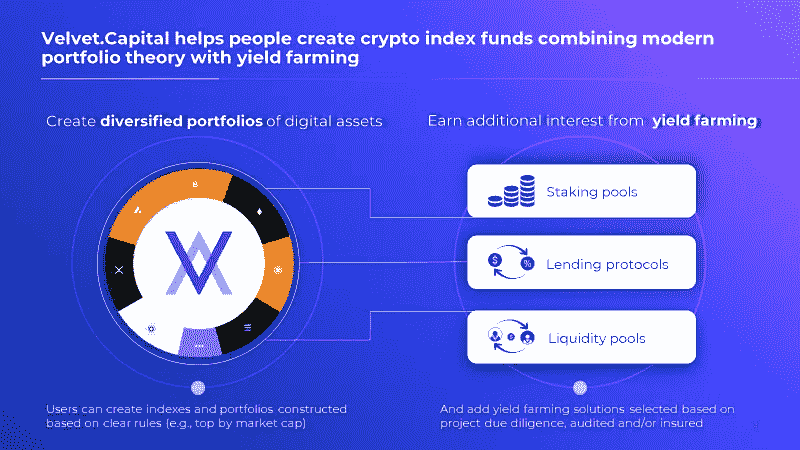 Velvet.Capital helps people create crypto index funds combining modern
portfolio theory with yield farming
Create diversified portfolios of digital assets
Earn additional interest from yield farming
Staking pools
Lending protocols
Liquidity pools
Users can create indexes and portfolios constructed
based on clear rules (e.g., top by market cap)
And add yield farming solutions selected based on
project due diligence, audited and/or insured